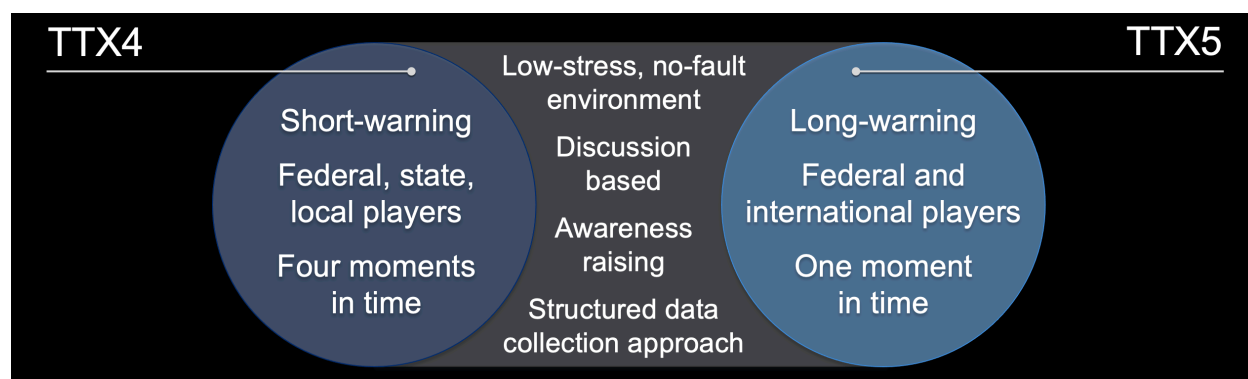 TTX4
Short-warning
Federal, state,
local players
Four moments
in time
Low-stress, no-fault
environment
Discussion
based
Awareness
raising
Structured data
collection approach
TTX5
Long-warning
Federal and
international players
One moment
in time